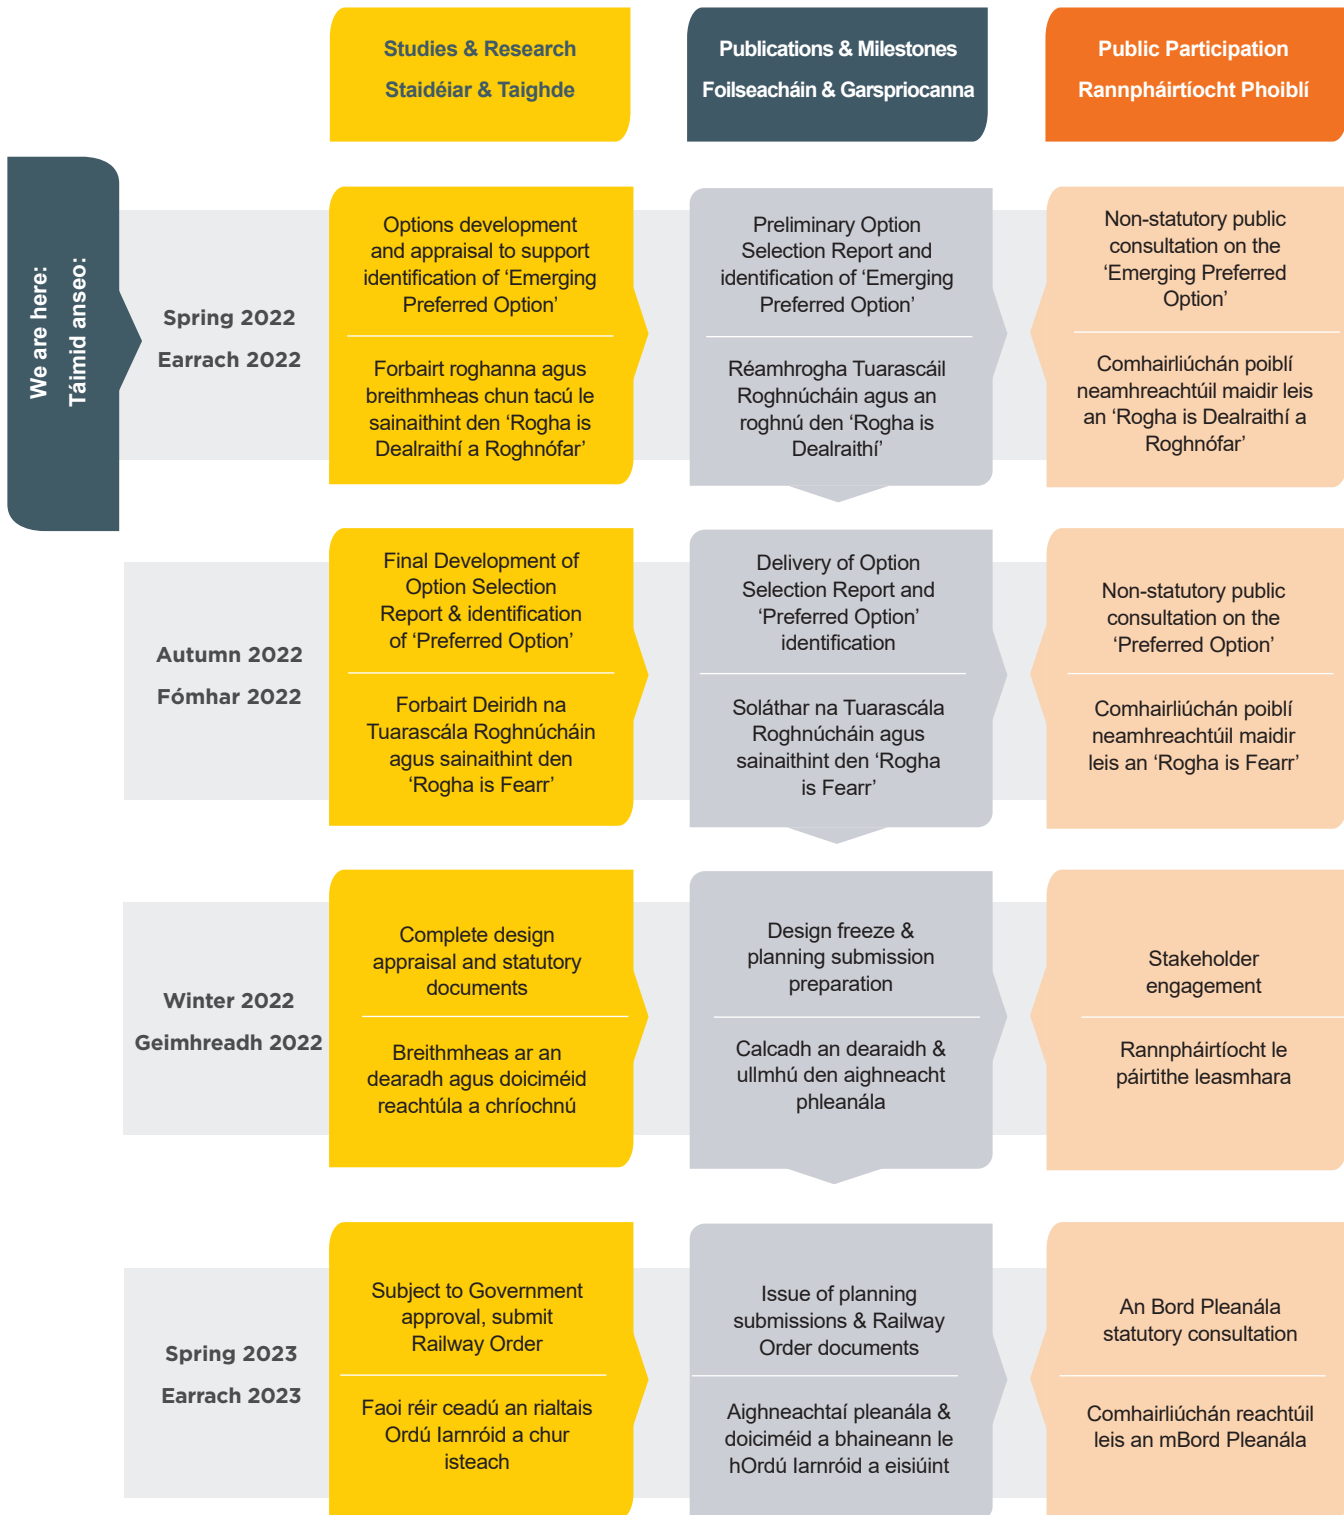 Studies & Research
Staidéiar & Taighde
Publications & Milestones
Foilseacháin & Garspriocanna
Public Participation
Rannpháirtíocht Phoiblí
We are here:
Táimid anseo:
Spring 2022
Earrach 2022
Options development
and appraisal to support
identification of ‘Emerging
Preferred Option’
Forbairt roghanna agus
breithmheas chun tacú le
sainaithint den ‘Rogha is
Dealraithí a Roghnófar’
Preliminary Option
Selection Report and
identification of ‘Emerging
Preferred Option’
Réamhrogha Tuarascáil
Roghnúcháin agus an
roghnú den ‘Rogha is
Dealraithí’
Non-statutory public
consultation on the
‘Emerging Preferred
Option’
Comhairliúchán poiblí
neamhreachtúil maidir leis
an ‘Rogha is Dealraithí a
Roghnófar’
Autumn 2022
Fómhar 2022
Final Development of
Option Selection
Report & identification
of ‘Preferred Option’
Forbairt Deiridh na
Tuarascála Roghnúcháin
agus sainaithint den
‘Rogha is Fearr’
Delivery of Option
Selection Report and
‘Preferred Option’
identification
Soláthar na Tuarascála
Roghnúcháin agus
sainaithint den ‘Rogha
is Fearr’
Non-statutory public
consultation on the
‘Preferred Option’
Comhairliúchán poiblí
neamhreachtúil maidir
leis an ‘Rogha is Fearr’
Winter 2022
Geimhreadh 2022
Complete design
appraisal and statutory
documents
Breithmheas ar an
dearadh agus doiciméid
reachtúla a chríochnú
Design freeze &
planning submission
preparation
Calcadh an dearaidh &
ullmhú den aighneacht
phleanála
Stakeholder
engagement
Rannpháirtíocht le
páirtithe leasmhara
Spring 2023
Earrach 2023
Subject to Government
approval, submit
Railway Order
Faoi réir ceadú an rialtais
Ordú Iarnróid a chur
isteach
Issue of planning
submissions & Railway
Order documents
Aighneachtaí pleanála &
doiciméid a bhaineann le
hOrdú Iarnróid a eisiúint
An Bord Pleanála
statutory consultation
Comhairliúchán reachtúil
leis an mBord Pleanála